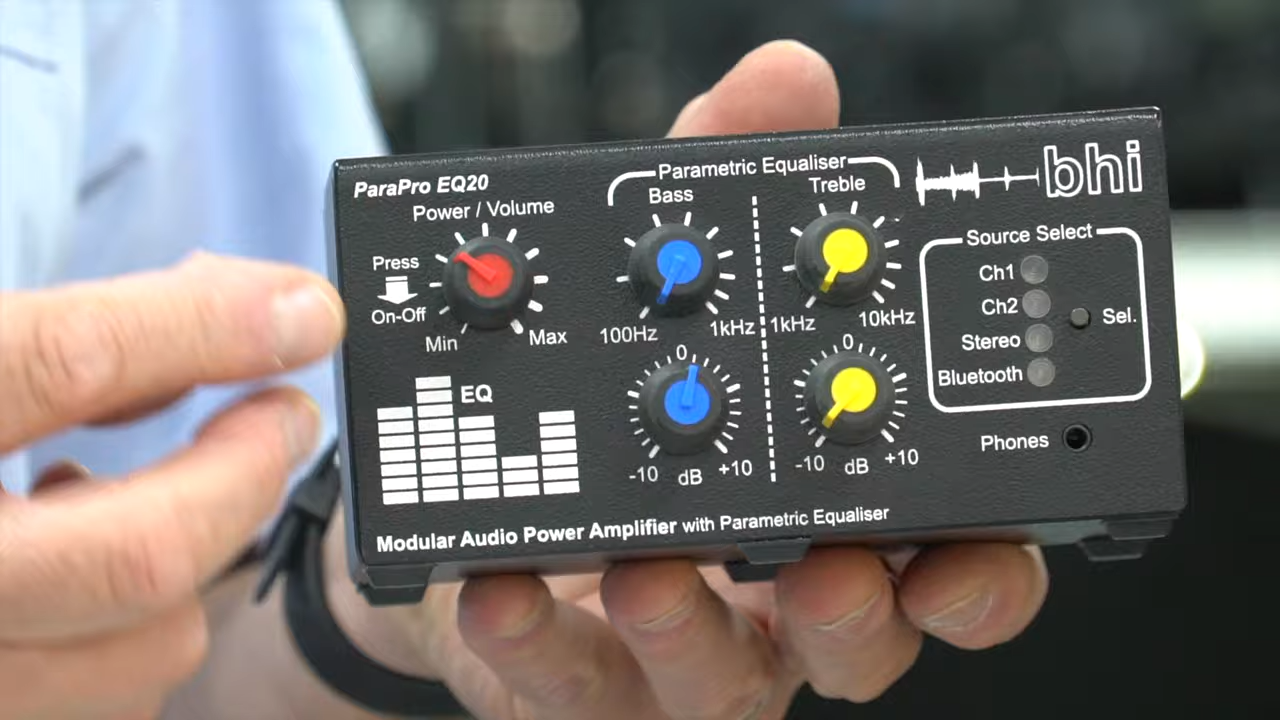 ParaPro EQ20
Power / Volume
Press
On-Off
Min
Max
EQ
Parametric Equaliser
Bass
Treble
100Hz
1kHz
1kHz
10kHz
0
-10
dB
+10
0
-10
dB
+10
bhi
Source Select
Ch1
Ch2
Stereo
Bluetooth
Sel.
Phones
Modular Audio Power Amplifier with Parametric Equaliser